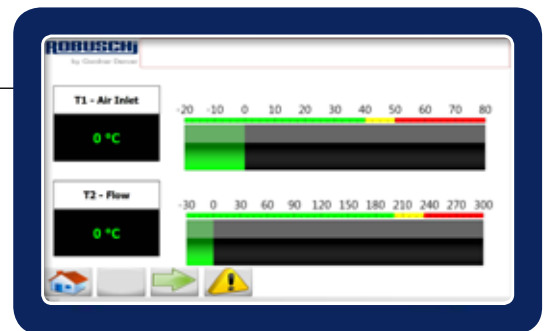 ROBUSCHI
by Gardner Denver
T1 - Air Inlet
0 °C
-20 -10 0 10 20 30 40 50 60 70 80
T2 - Flow
0 °C
-30 0 30 60 90 120 150 180 210 240 270 300